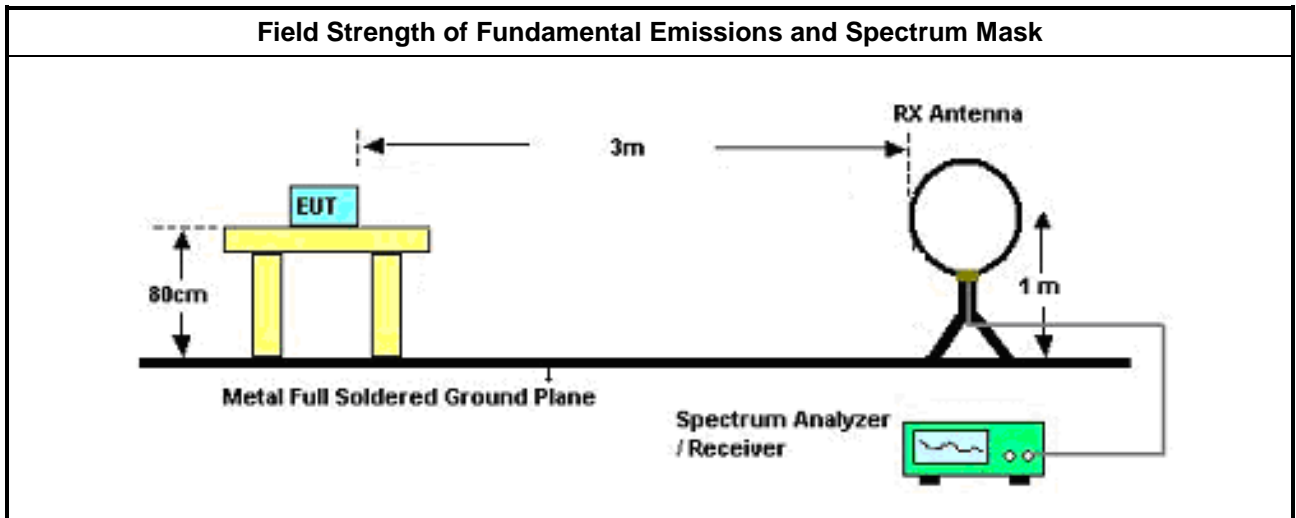 Field Strength of Fundamental Emissions and Spectrum Mask
RX Antenna
3m
EUT
80cm
1 m
Metal Full Soldered Ground Plane
Spectrum Analyzer
/ Receiver